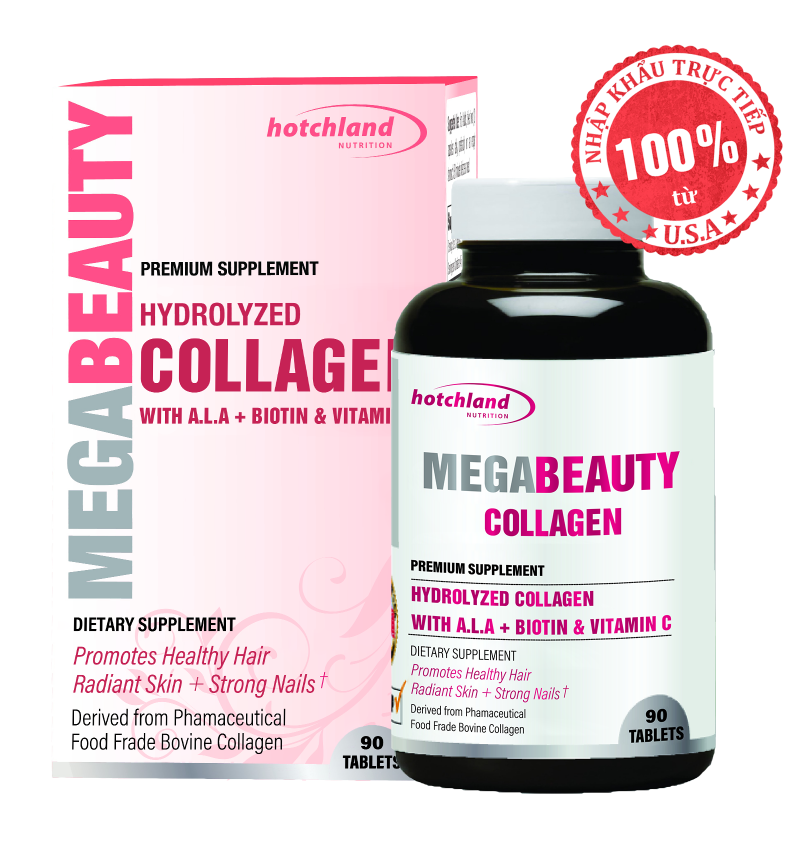 MEGABEAUTY
hotchland
NUTRITION
PREMIUM SUPPLEMENT
HYDROLYZED
COLLAGEN
WITH A.L.A + BIOTIN & VITAMI
DIETARY SUPPLEMENT
Promotes Healthy Hair
Radiant Skin + Strong Nails†
Derived from Phamaceutical
Food Frade Bovine Collagen
90
TABLETS
NHẬP KHẨU TRỰC TIẾP
100%
từ
U.S.A
hotchland
NUTRITION
MEGABEAUTY
COLLAGEN
PREMIUM SUPPLEMENT
HYDROLYZED COLLAGEN
WITH A.L.A + BIOTIN & VITAMIN C
DIETARY SUPPLEMENT
Promotes Healthy Hair
Radiant Skin + Strong Nails†
Derived from Phamaceutical
Food Frade Bovine Collagen
90
TABLETS